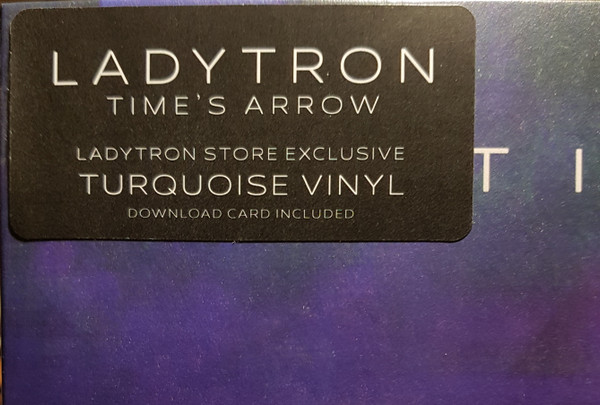 LADYTRON
TIME'S ARROW
LADYTRON STORE EXCLUSIVE
TURQUOISE VINYL
DOWNLOAD CARD INCLUDED
T I